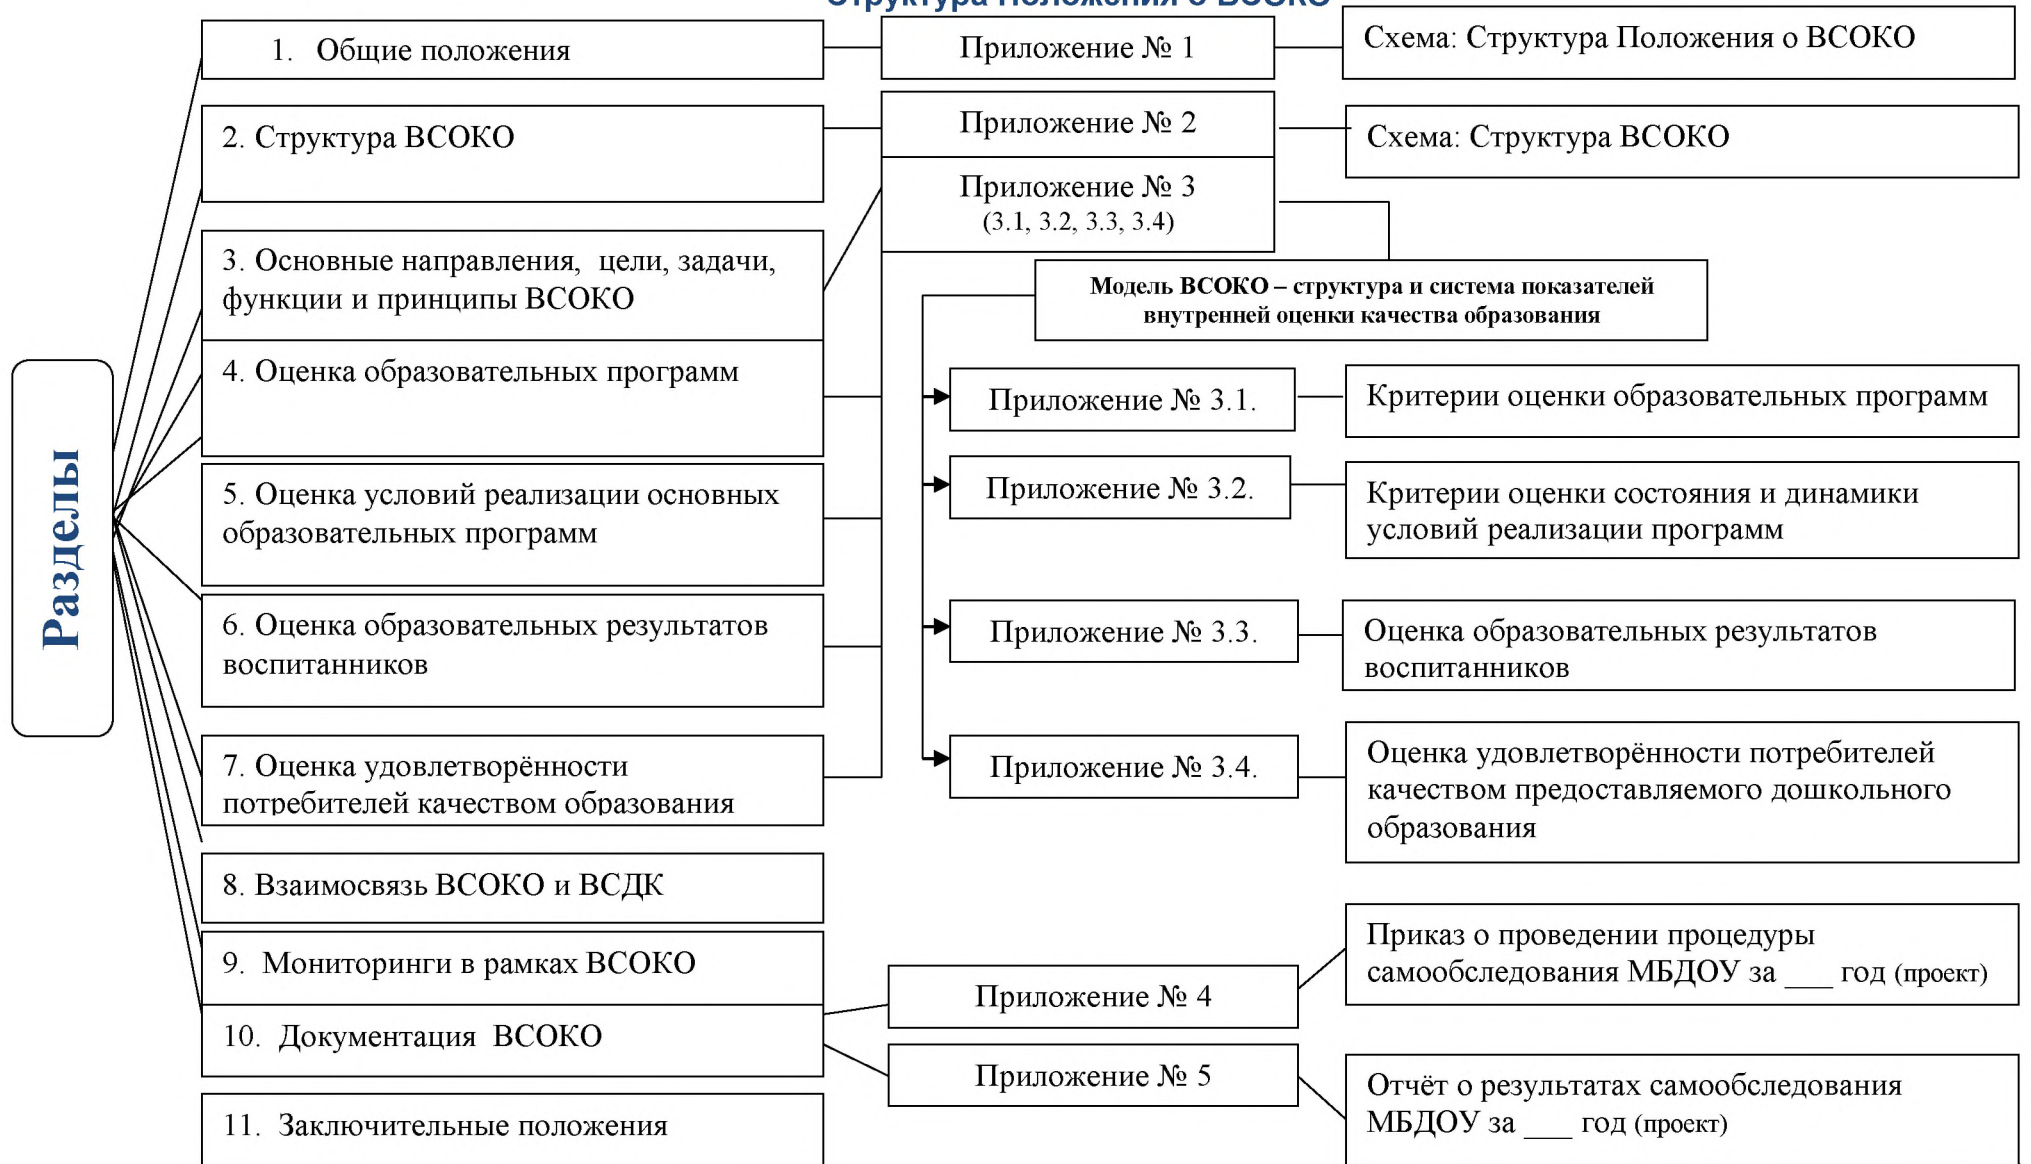 Структура Положения о ВСОКО
Разделы
1. Общие положения
Приложение № 1
Схема: Структура Положения о ВСОКО
2. Структура ВСОКО
Приложение № 2
Схема: Структура ВСОКО
3. Основные направления, цели, задачи,
функции и принципы ВСОКО
Приложение № 3
(3.1, 3.2, 3.3, 3.4)
Модель ВСОКО – структура и система показателей
внутренней оценки качества образования
4. Оценка образовательных программ
Приложение № 3.1.
Критерии оценки образовательных программ
5. Оценка условий реализации основных
образовательных программ
Приложение № 3.2.
Критерии оценки состояния и динамики
условий реализации программ
6. Оценка образовательных результатов
воспитанников
Приложение № 3.3.
Оценка образовательных результатов
воспитанников
7. Оценка удовлетворённости
потребителей качеством образования
Приложение № 3.4.
Оценка удовлетворённости потребителей
качеством предоставляемого дошкольного
образования
8. Взаимосвязь ВСОКО и ВСДК
9. Мониторинги в рамках ВСОКО
10. Документация ВСОКО
Приложение № 4
Приказ о проведении процедуры
самообследования МБДОУ за ___ год (проект)
Приложение № 5
Отчёт о результатах самообследования
МБДОУ за ___ год (проект)
11. Заключительные положения